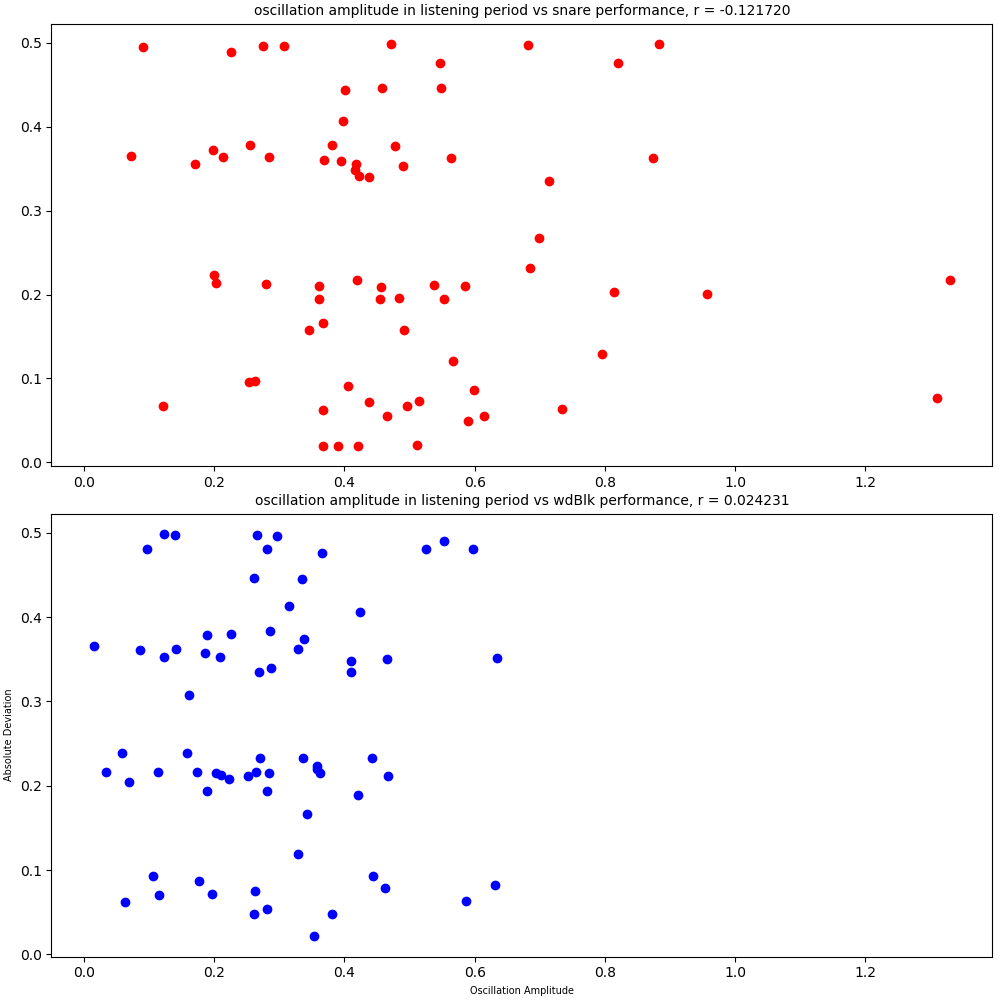 oscillation amplitude in listening period vs snare performance, r = -0.121720
0.5
0.4
0.3
0.2
0.1
0.0
0.0 0.2 0.4 0.6 0.8 1.0 1.2
oscillation amplitude in listening period vs wdBlk performance, r = 0.024231
0.5
0.4
0.3
0.2
0.1
0.0
Absolute Deviation
0.0 0.2 0.4 0.6 0.8 1.0 1.2
Oscillation Amplitude